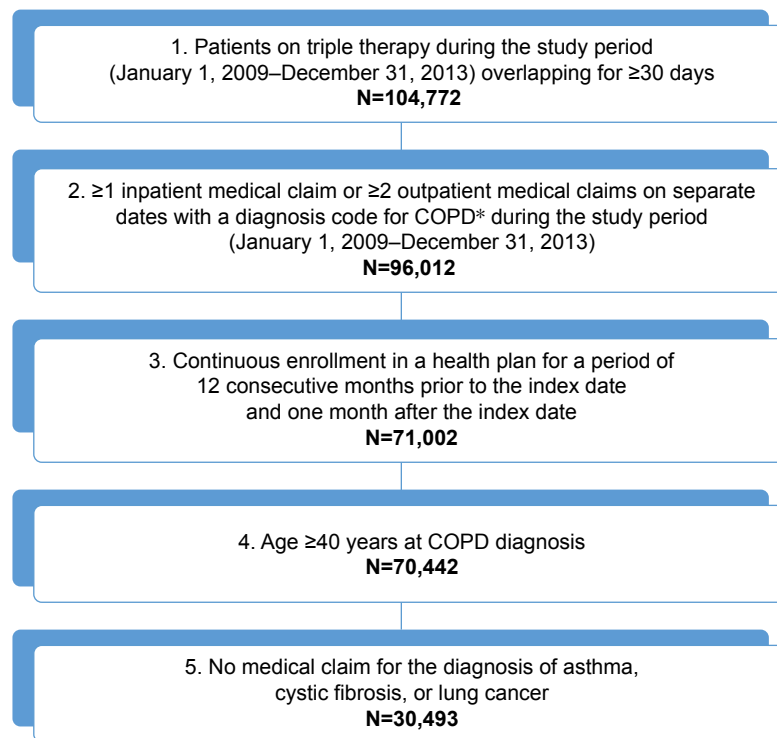 1. Patients on triple therapy during the study period
(January 1, 2009–December 31, 2013) overlapping for ≥30 days
N=104,772
2. ≥1 inpatient medical claim or ≥2 outpatient medical claims on separate
dates with a diagnosis code for COPD* during the study period
(January 1, 2009–December 31, 2013)
N=96,012
3. Continuous enrollment in a health plan for a period of
12 consecutive months prior to the index date
and one month after the index date
N=71,002
4. Age ≥40 years at COPD diagnosis
N=70,442
5. No medical claim for the diagnosis of asthma,
cystic fibrosis, or lung cancer
N=30,493